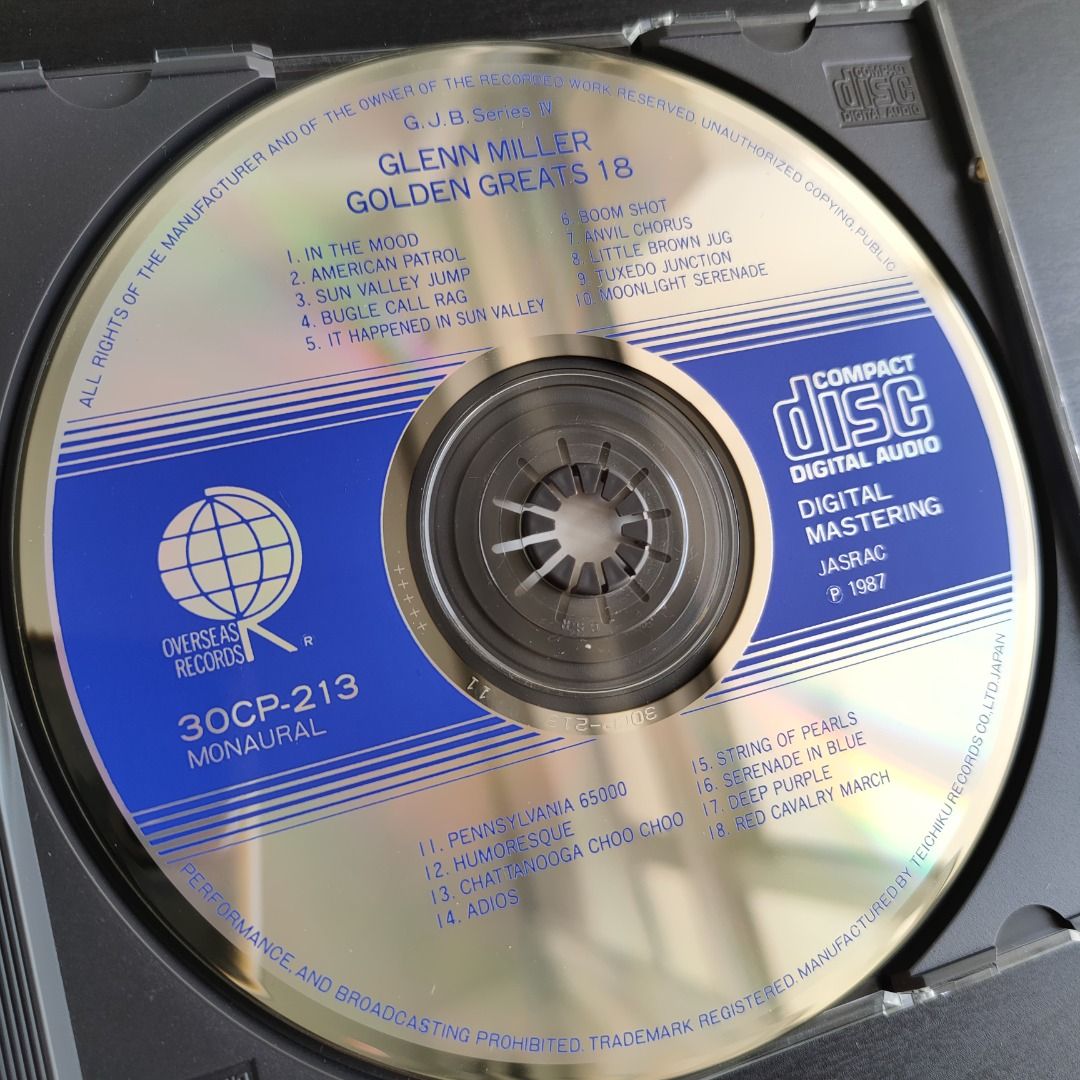 ALL RIGHTS OF THE MANUFACTURER AND OF THE OWNER OF THE RECORDED WORK RESERVED. UNAUTHORIZED COPYING, PUBLIC
G.J.B. Series Ⅳ
GLENN MILLER
GOLDEN GREATS 18
1. IN THE MOOD
2. AMERICAN PATROL
3. SUN VALLEY JUMP
4. BUGLE CALL RAG
5. IT HAPPENED IN SUN VALLEY
6. BOOM SHOT
7. ANVIL CHORUS
8. LITTLE BROWN JUG
9. TUXEDO JUNCTION
10. MOONLIGHT SERENADE
COMPACT
disc
DIGITAL AUDIO
COMPACT
disc
DIGITAL AUDIO
DIGITAL
MASTERING
JASRAC
℗ 1987
OVERSEAS
RECORDS
R
30CP-213
MONAURAL
11
30CP-213
11. PENNSYLVANIA 65000
12. HUMORESQUE
13. CHATTANOOGA CHOO CHOO
14. ADIOS
15. STRING OF PEARLS
16. SERENADE IN BLUE
17. DEEP PURPLE
18. RED CAVALRY MARCH
PERFORMANCE, AND BROADCASTING PROHIBITED. TRADEMARK REGISTERED. MANUFACTURED BY TEICHIKU RECORDS CO., LTD. JAPAN